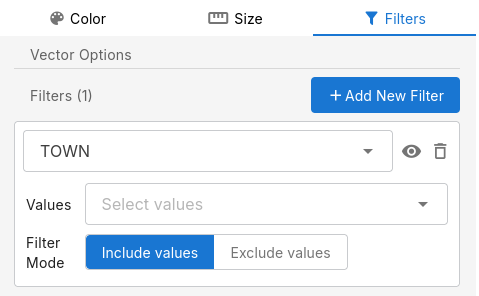 Color Size Filters
Vector Options
Filters (1) + Add New Filter
TOWN
Values Select values
Filter Mode Include values Exclude values